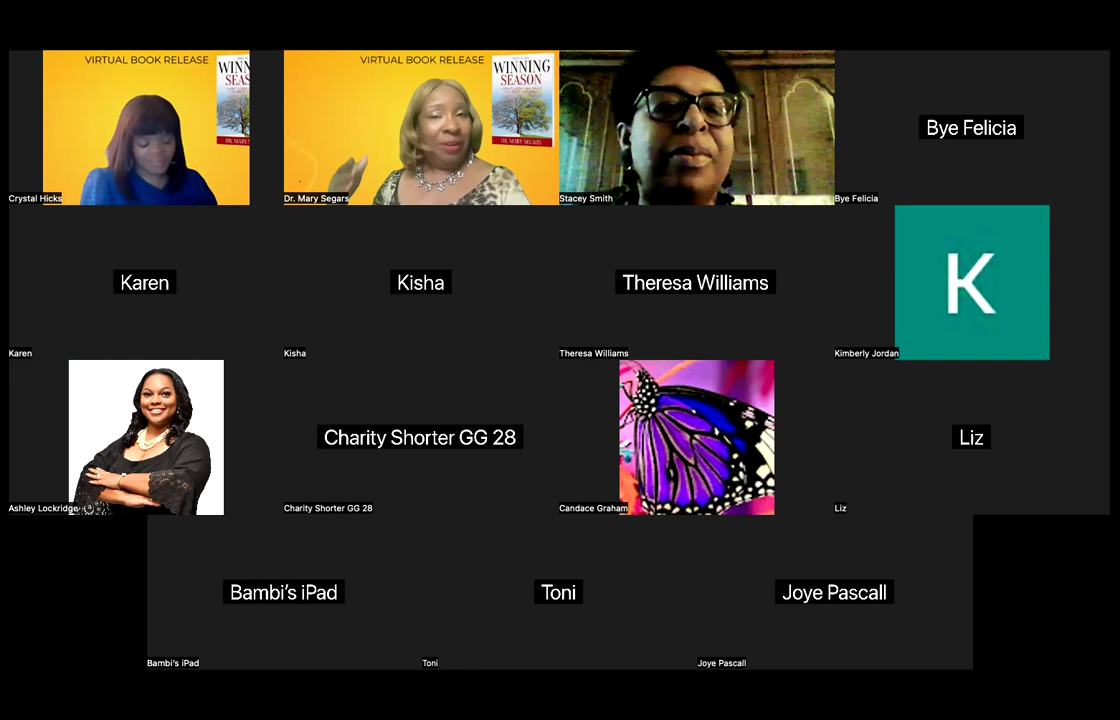 VIRTUAL BOOK RELEASE
WINNING
SEAS
DR. MARY S
Crystal Hicks
VIRTUAL BOOK RELEASE
WINNING
SEASON
DR. MARY SEGARS
Dr. Mary Segars
Stacey Smith
Bye Felicia
Bye Felicia
Karen
Karen
Kisha
Kisha
Theresa Williams
Theresa Williams
K
Kimberly Jordan
Ashley Lockridge
Charity Shorter GG 28
Charity Shorter GG 28
Candace Graham
Liz
Liz
Bambi's iPad
Bambi's iPad
Toni
Toni
Joye Pascall
Joye Pascall